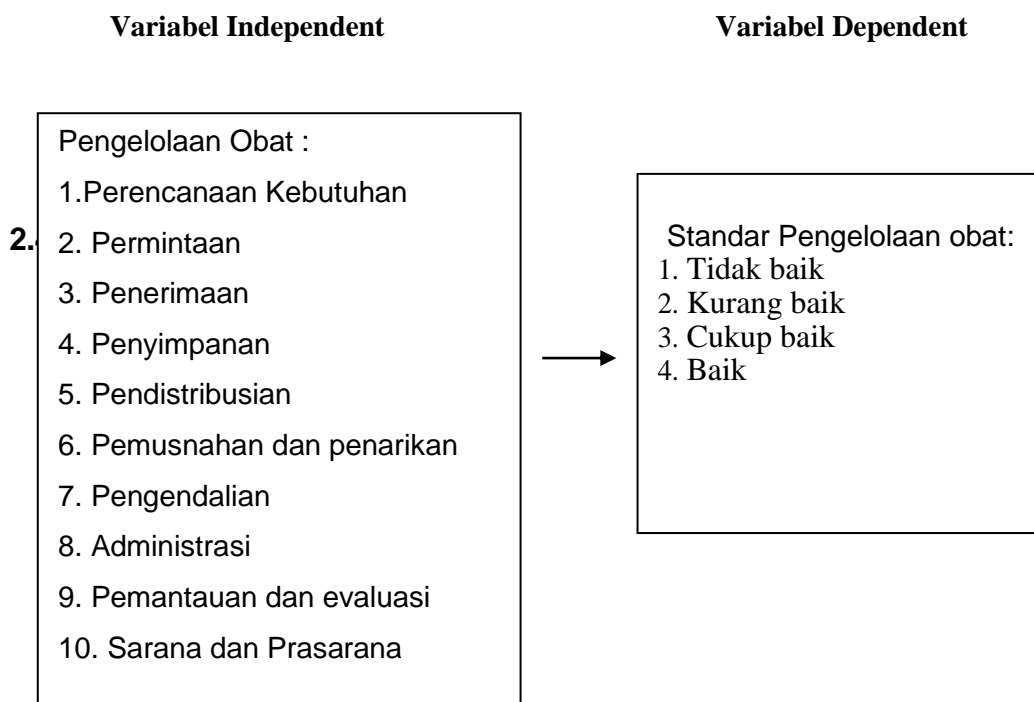 Variabel Independent
Variabel Dependent
Pengelolaan Obat :
1.Perencanaan Kebutuhan
2. Permintaan
3. Penerimaan
4. Penyimpanan
5. Pendistribusian
6. Pemusnahan dan penarikan
7. Pengendalian
8. Administrasi
9. Pemantauan dan evaluasi
10. Sarana dan Prasarana
2.
Standar Pengelolaan obat:
1. Tidak baik
2. Kurang baik
3. Cukup baik
4. Baik